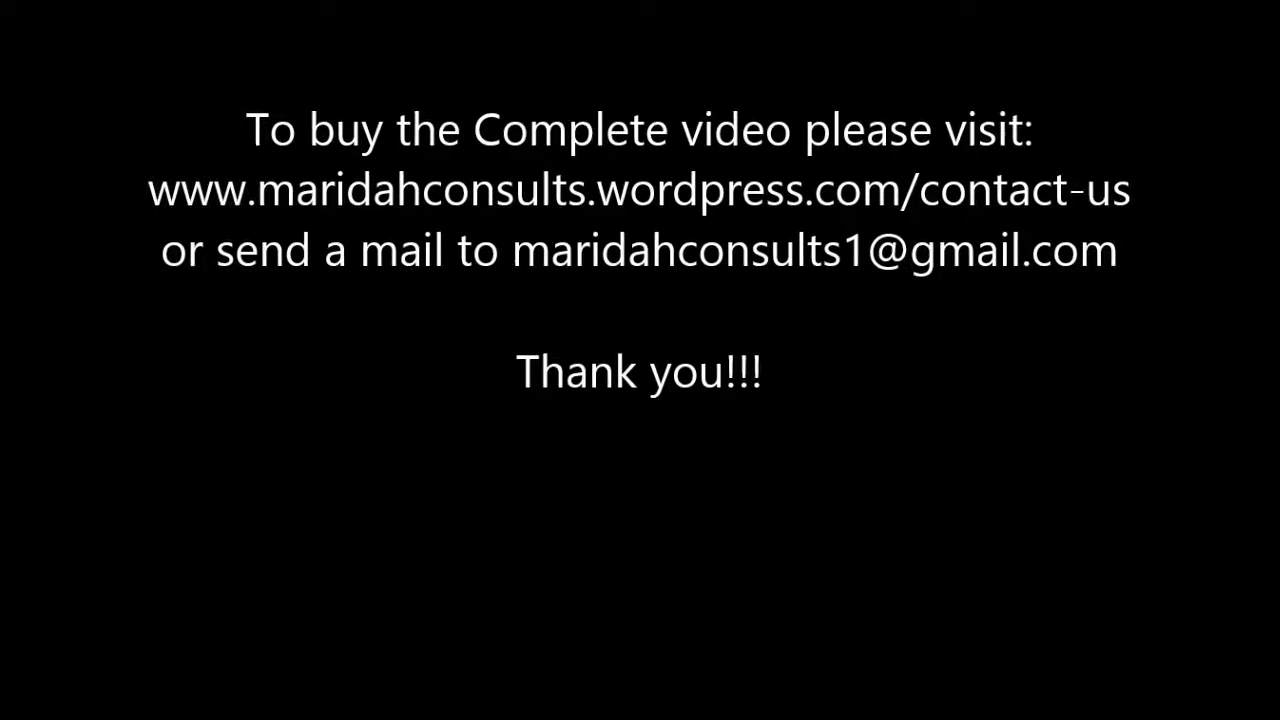 To buy the Complete video please visit:
www.maridahconsults.wordpress.com/contact-us
or send a mail to maridahconsults1@gmail.com
Thank you!!!